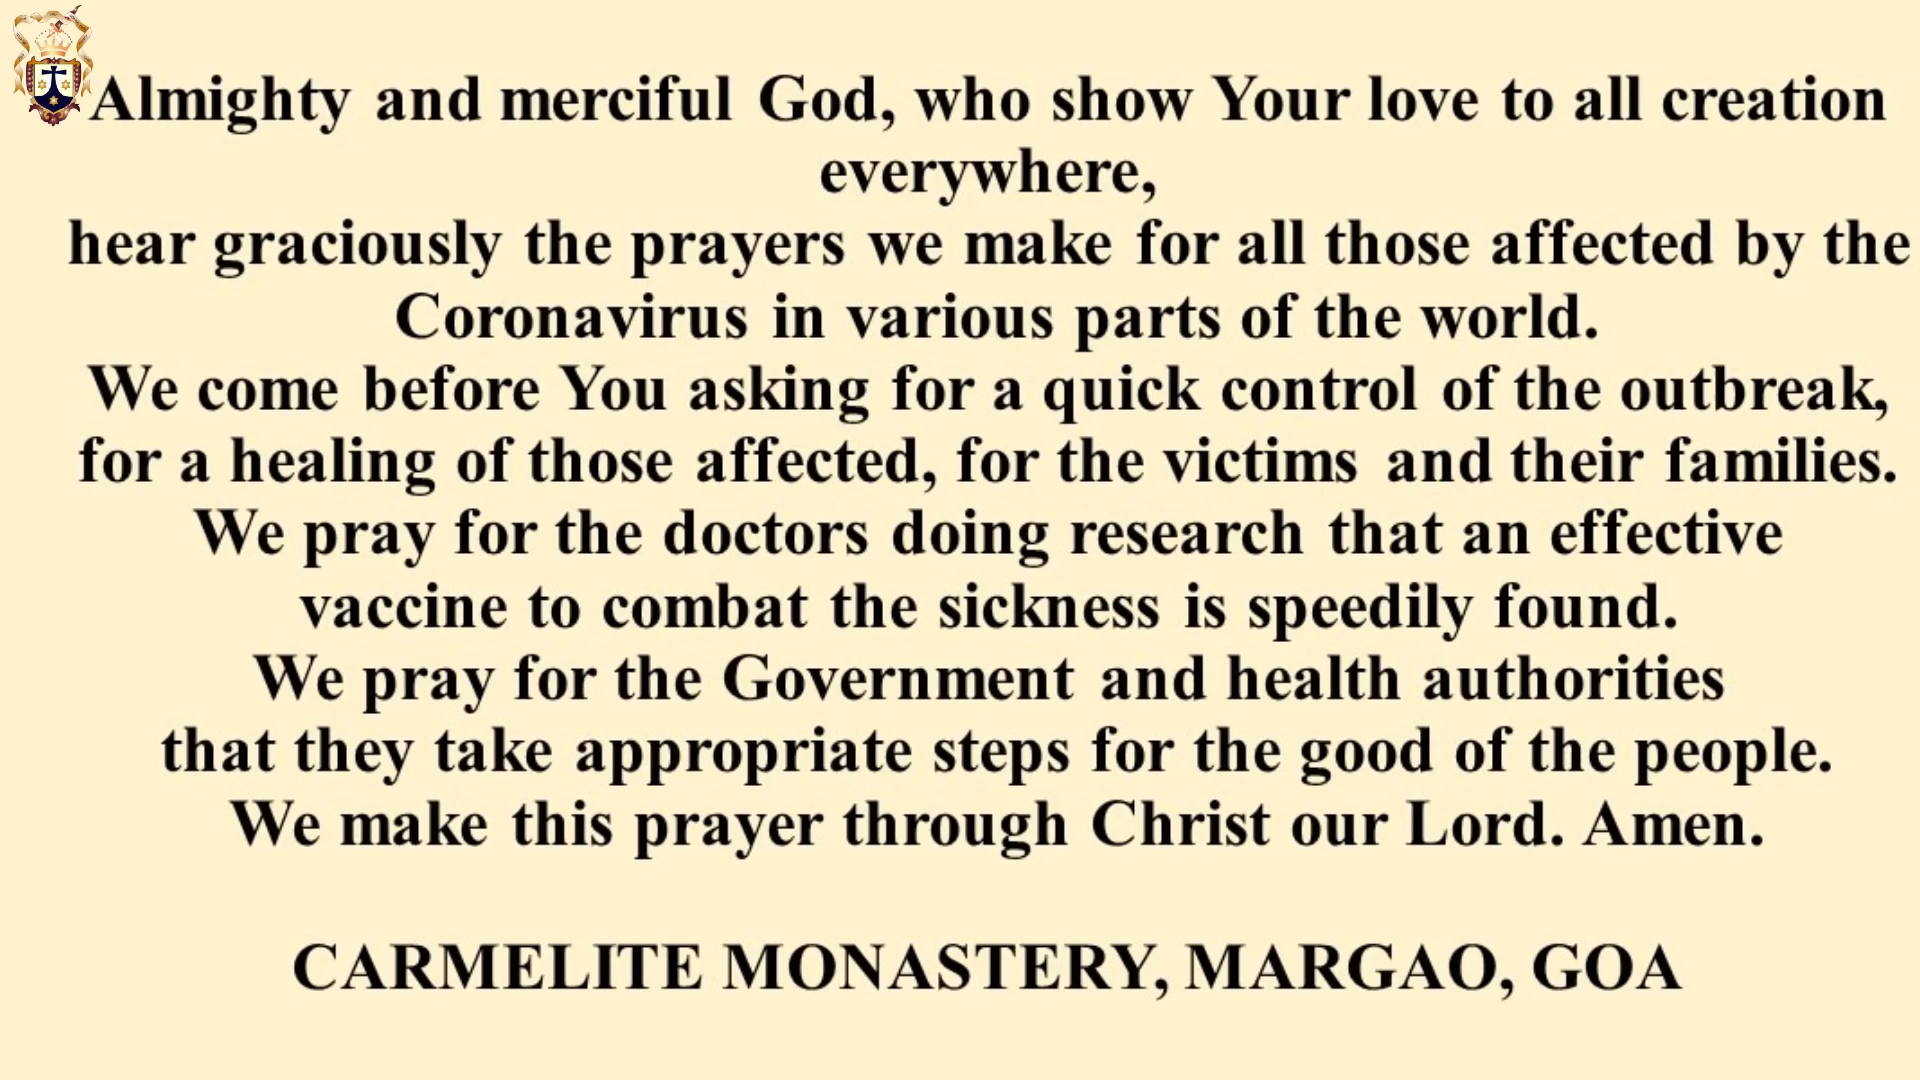 Almighty and merciful God, who show Your love to all creation
everywhere,
hear graciously the prayers we make for all those affected by the
Coronavirus in various parts of the world.
We come before You asking for a quick control of the outbreak,
for a healing of those affected, for the victims and their families.
We pray for the doctors doing research that an effective
vaccine to combat the sickness is speedily found.
We pray for the Government and health authorities
that they take appropriate steps for the good of the people.
We make this prayer through Christ our Lord. Amen.
CARMELITE MONASTERY, MARGAO, GOA